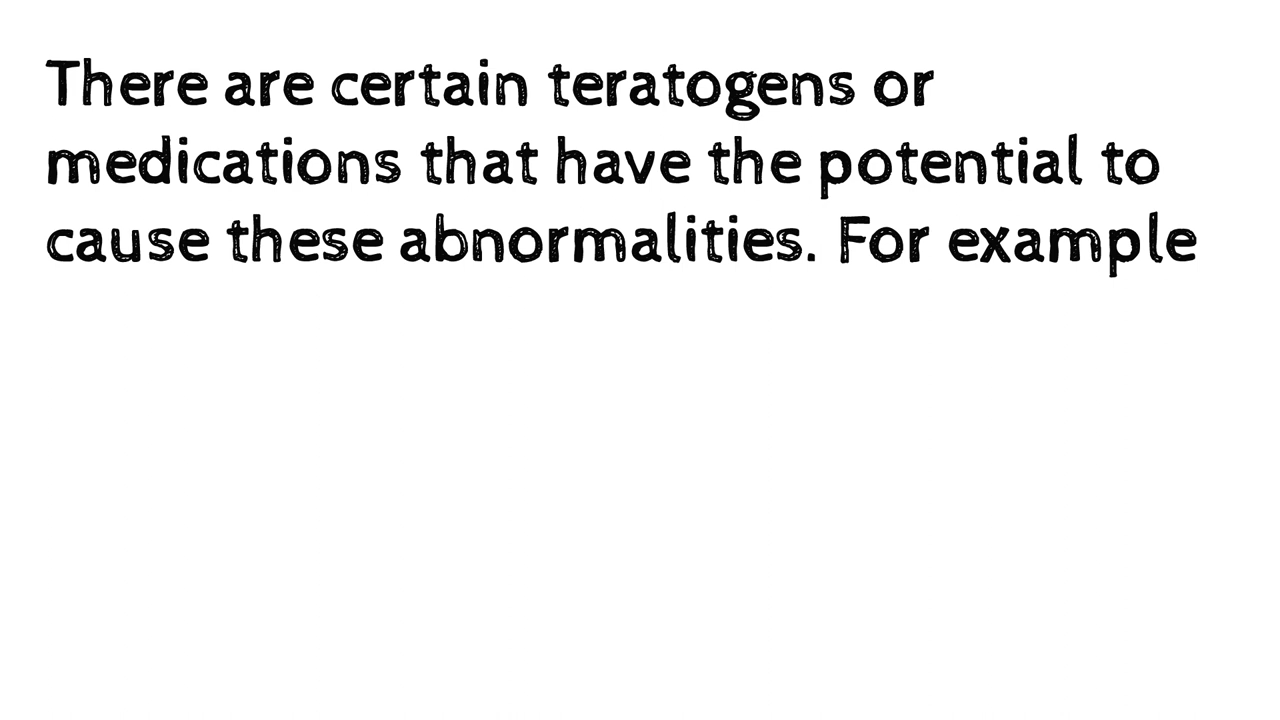 There are certain teratogens or
medications that have the potential to
cause these abnormalities. For example